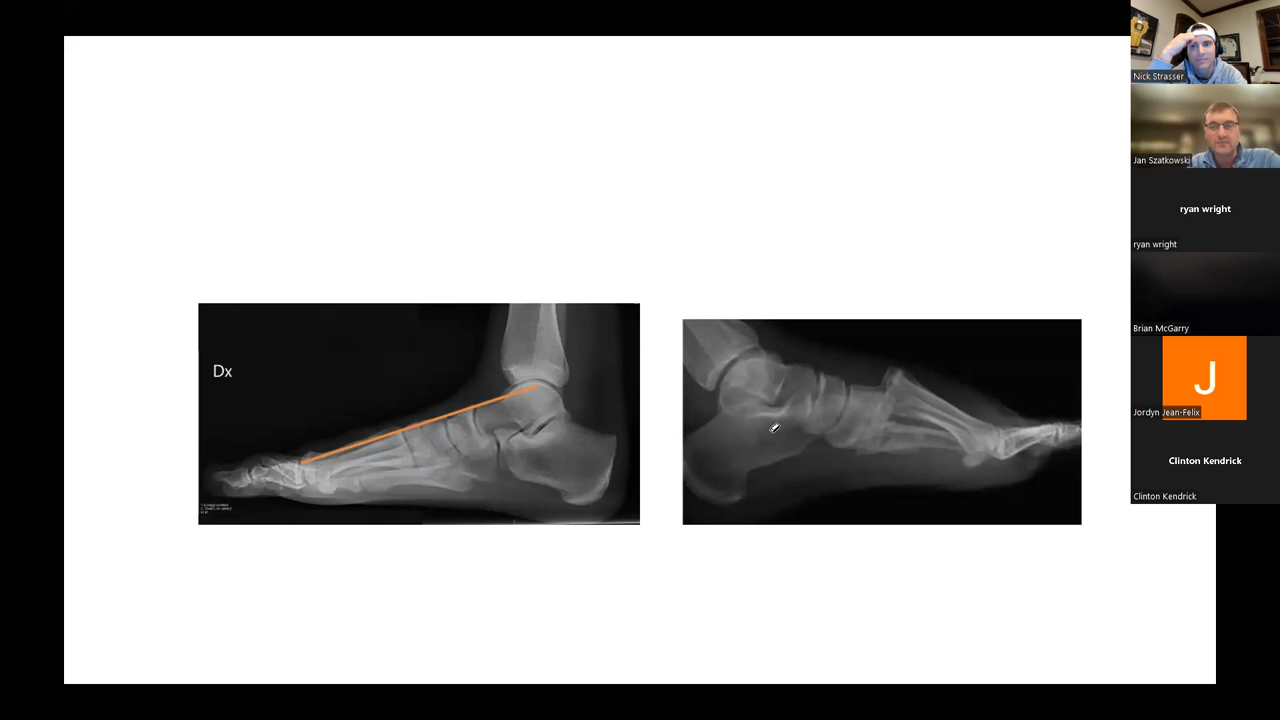 Dx
Nick Strasser
Jan Szatkowski
ryan wright
ryan wright
Brian McGarry
J
Jordyn Jean-Felix
Clinton Kendrick
Clinton Kendrick